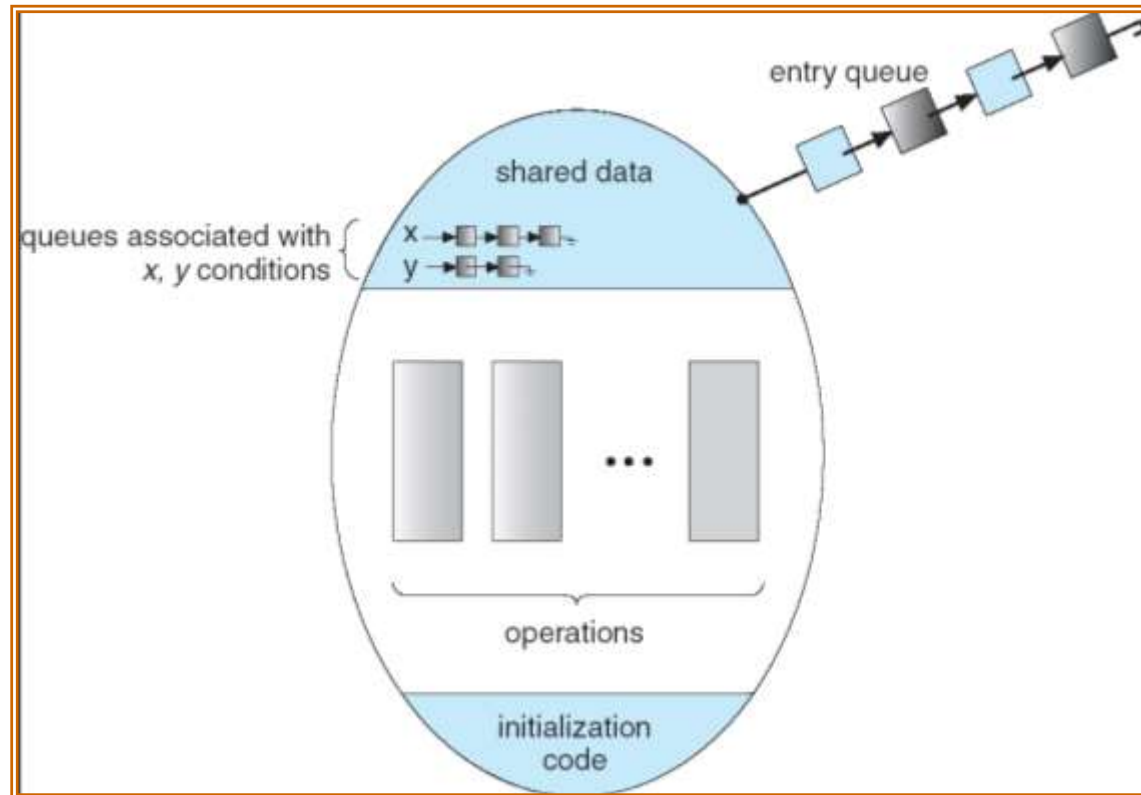 entry queue
shared data
queues associated with
x, y conditions
x
y
operations
initialization
code